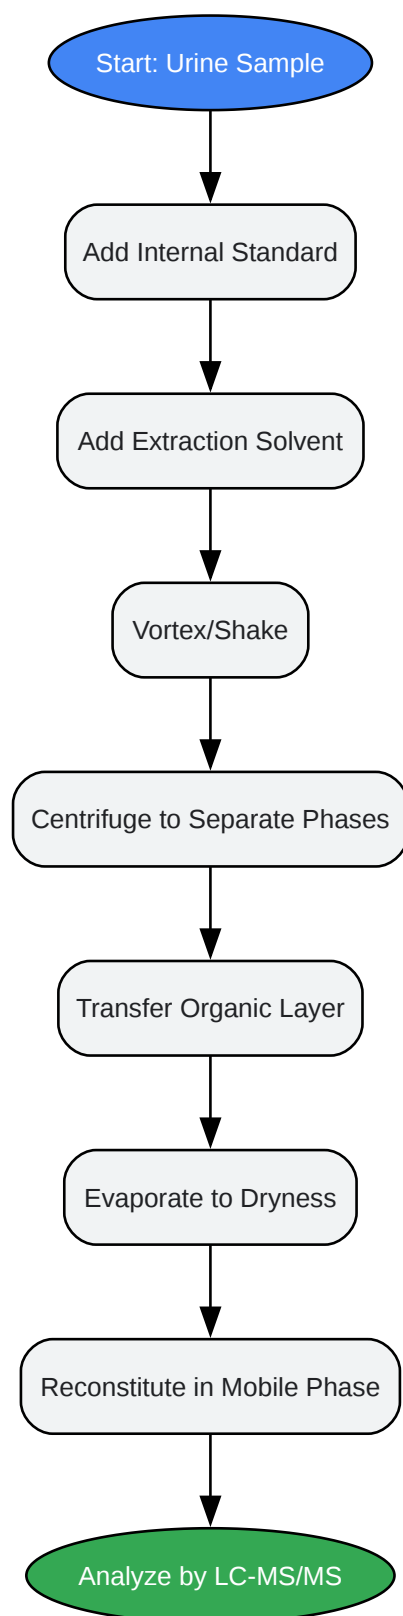 Start: Urine Sample
Add Internal Standard
Add Extraction Solvent
Vortex/Shake
Centrifuge to Separate Phases
Transfer Organic Layer
Evaporate to Dryness
Reconstitute in Mobile Phase
Analyze by LC-MS/MS